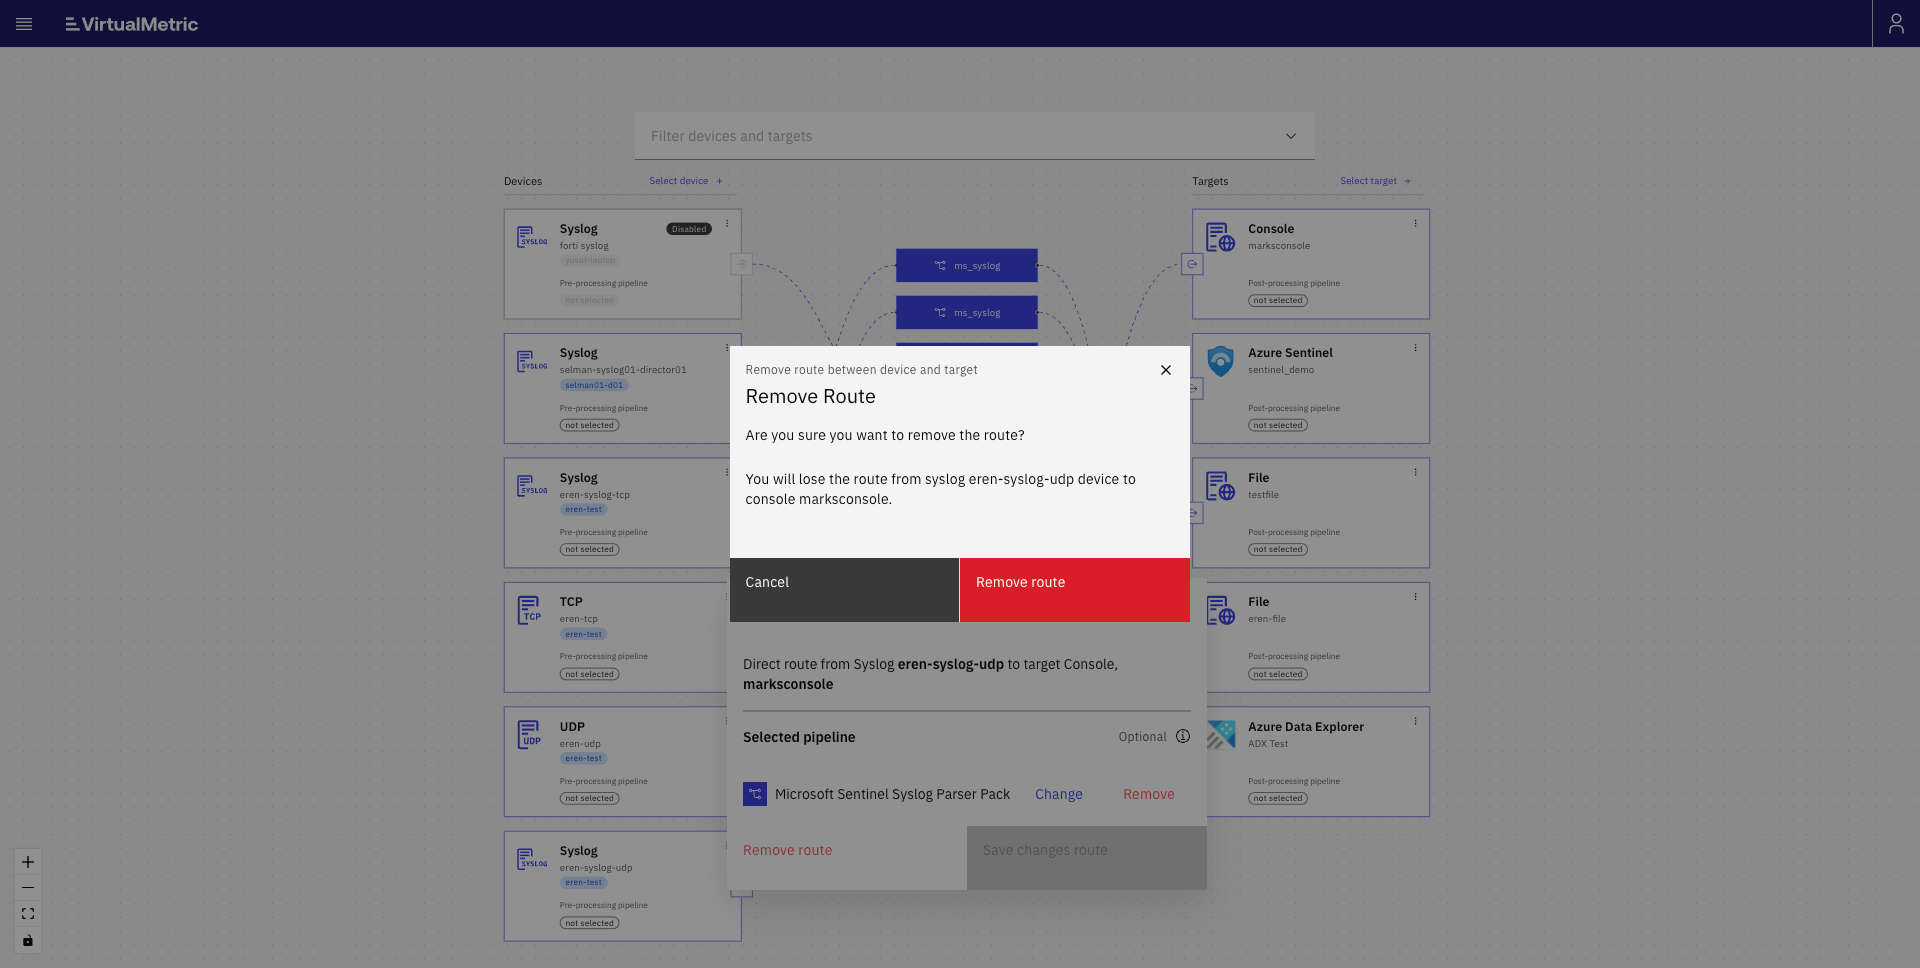 VirtualMetric
Filter devices and targets
Devices
Select device +
Targets
Select target +
SYSLOG
Syslog
Disabled
forti syslog
yusuf-laptop
Pre-processing pipeline
not selected
ms_syslog
ms_syslog
Console
marksconsole
Post-processing pipeline
not selected
SYSLOG
Syslog
selman-syslog01-director01
selman01-d01
Pre-processing pipeline
not selected
Azure Sentinel
sentinel_demo
Post-processing pipeline
not selected
Remove route between device and target
Remove Route
Are you sure you want to remove the route?
You will lose the route from syslog eren-syslog-udp device to
console marksconsole.
Cancel
Remove route
SYSLOG
Syslog
eren-syslog-tcp
eren-test
Pre-processing pipeline
not selected
File
testfile
Post-processing pipeline
not selected
TCP
TCP
eren-tcp
eren-test
Pre-processing pipeline
not selected
File
eren-file
Post-processing pipeline
not selected
Direct route from Syslog eren-syslog-udp to target Console,
marksconsole
Selected pipeline
Optional
Microsoft Sentinel Syslog Parser Pack
Change
Remove
Remove route
Save changes route
UDP
UDP
eren-udp
eren-test
Pre-processing pipeline
not selected
Azure Data Explorer
ADX Test
Post-processing pipeline
not selected
SYSLOG
Syslog
eren-syslog-udp
eren-test
Pre-processing pipeline
not selected